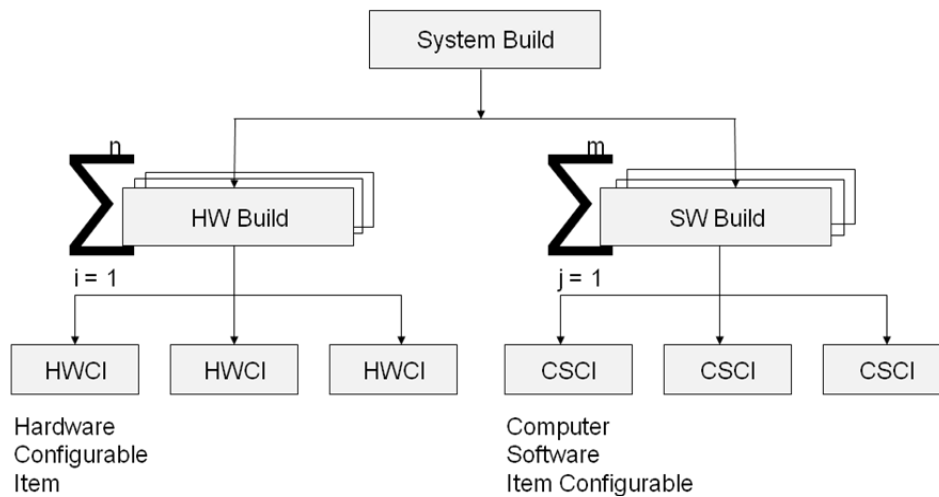 System Build
n
m
HW Build
SW Build
i = 1
j = 1
HWCI
HWCI
HWCI
CSCI
CSCI
CSCI
Hardware
Configurable
Item
Computer
Software
Item Configurable